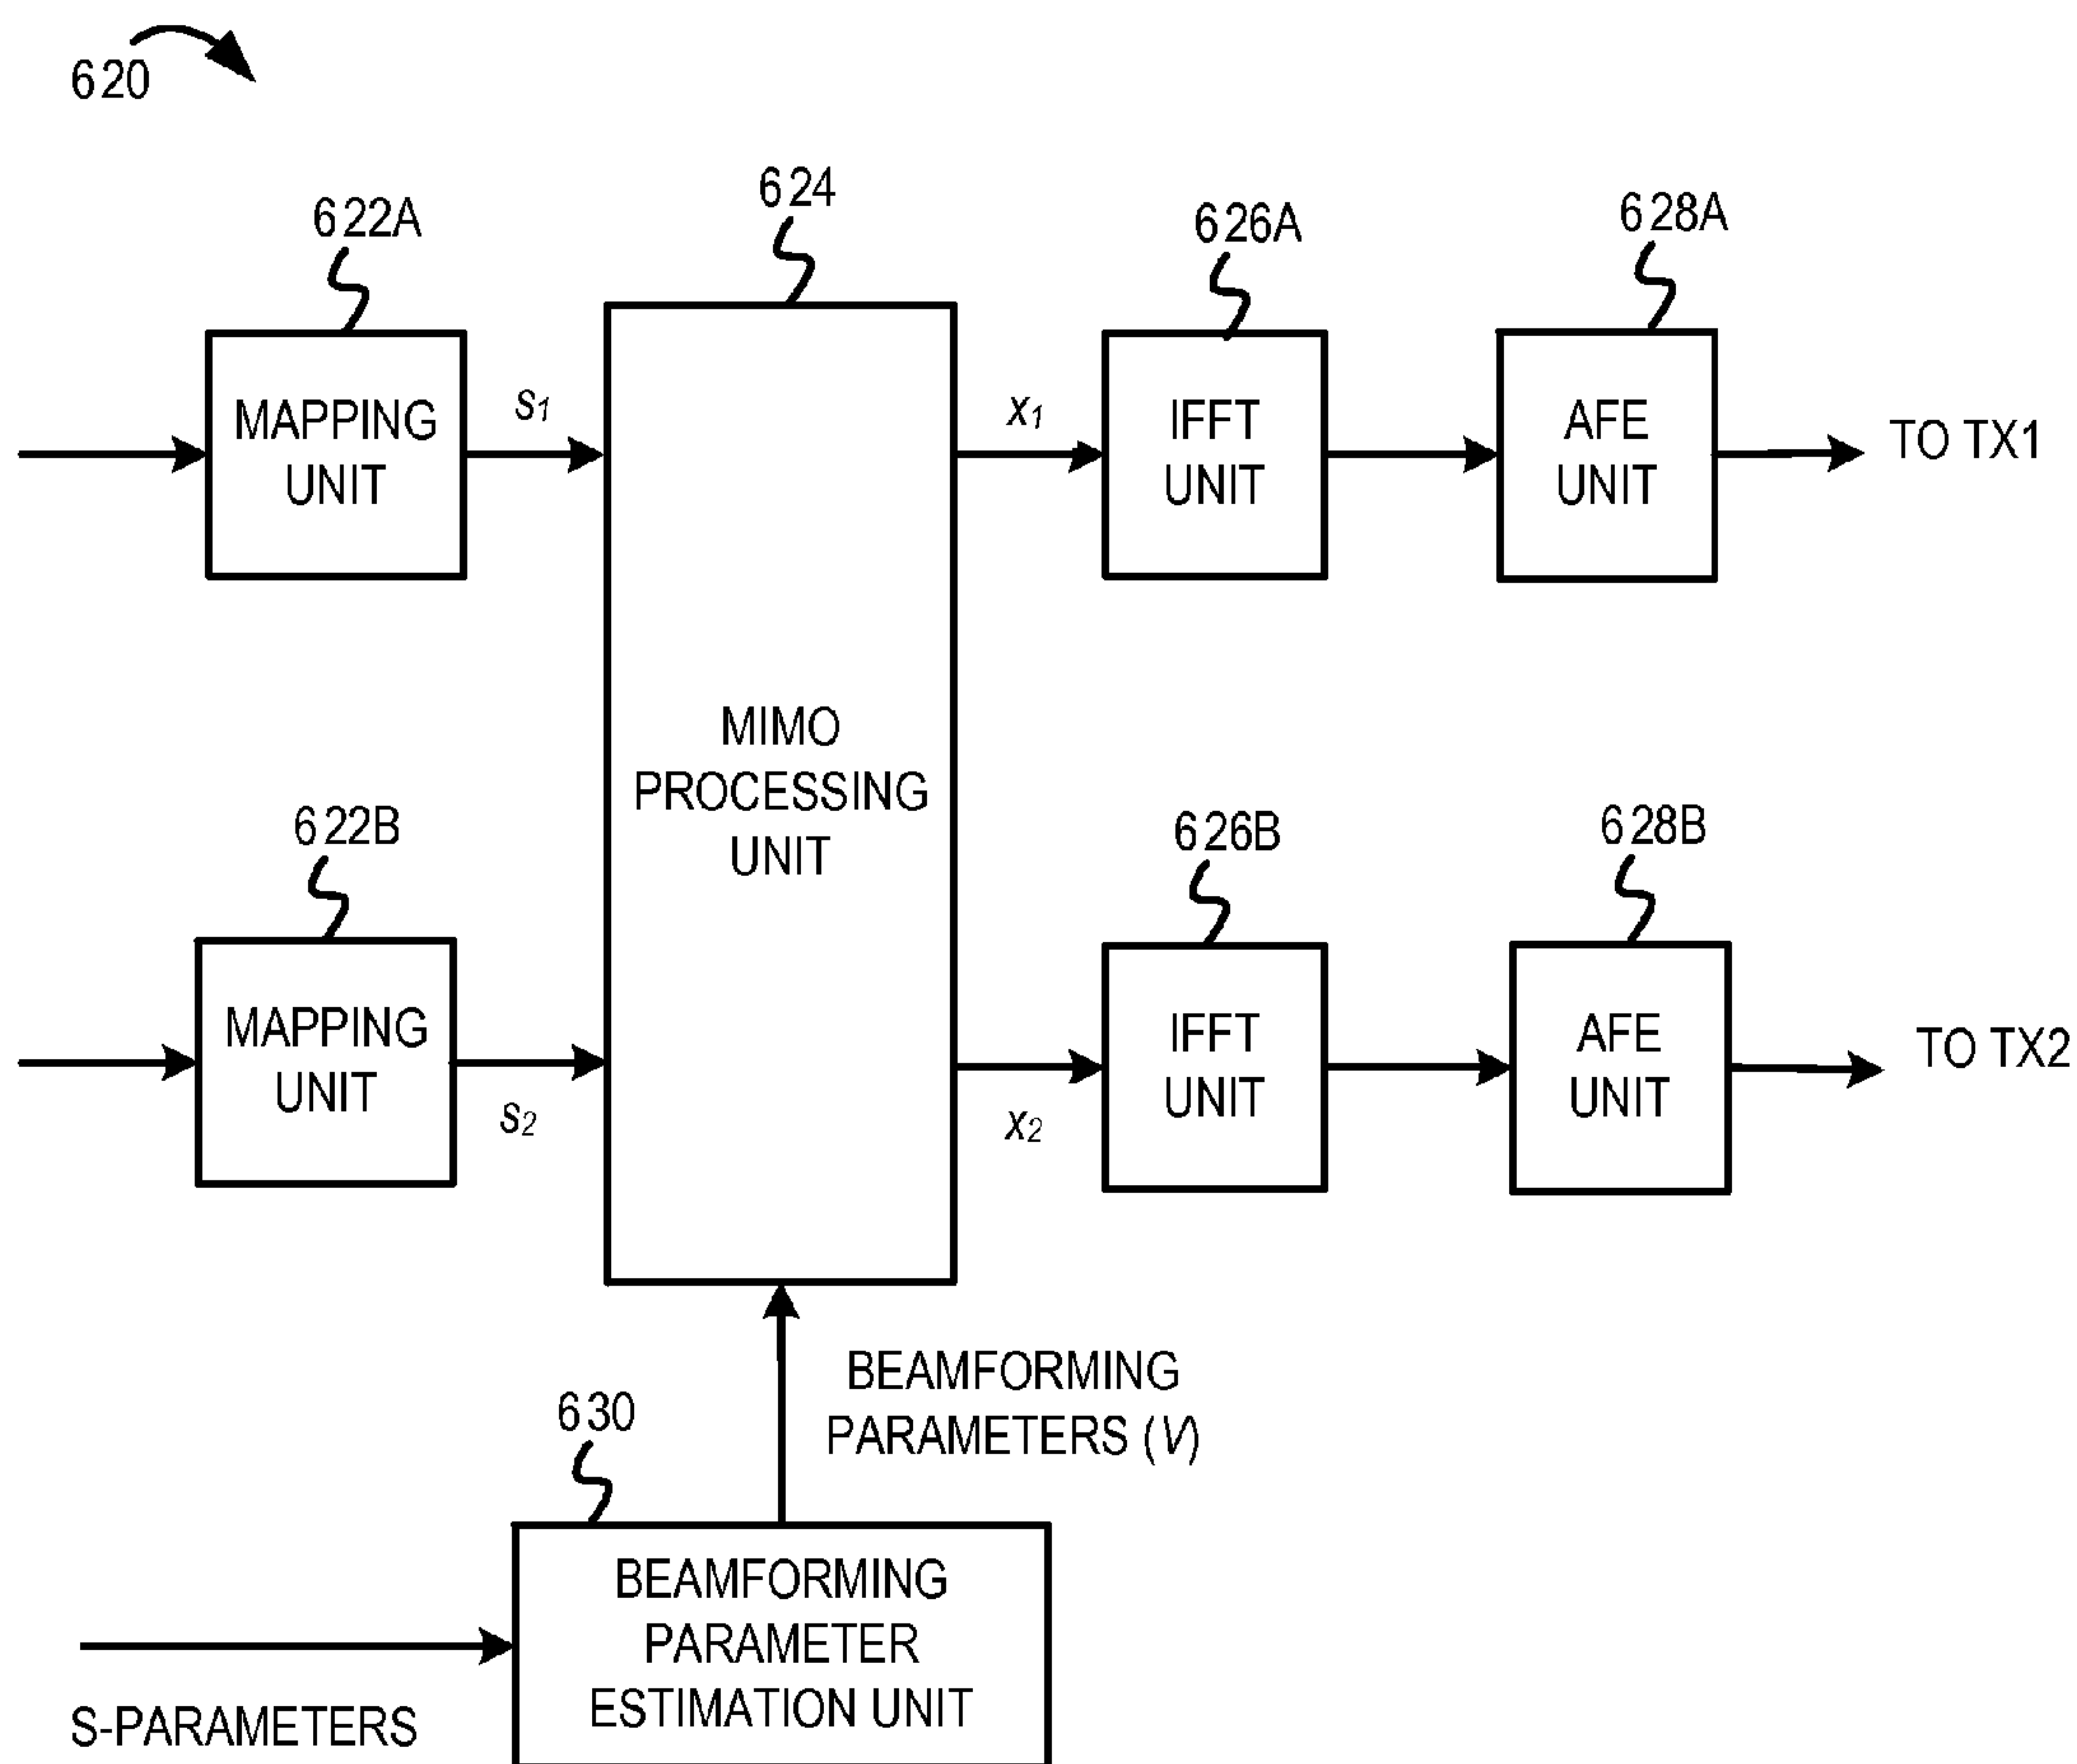 620
624
622A
626A
628A
MAPPING
UNIT
s1
x1
IFFT
UNIT
AFE
UNIT
TO TX1
MIMO
PROCESSING
UNIT
622B
626B
628B
MAPPING
UNIT
s2
x2
IFFT
UNIT
AFE
UNIT
TO TX2
BEAMFORMING
PARAMETERS (V)
630
BEAMFORMING
PARAMETER
ESTIMATION UNIT
S-PARAMETERS